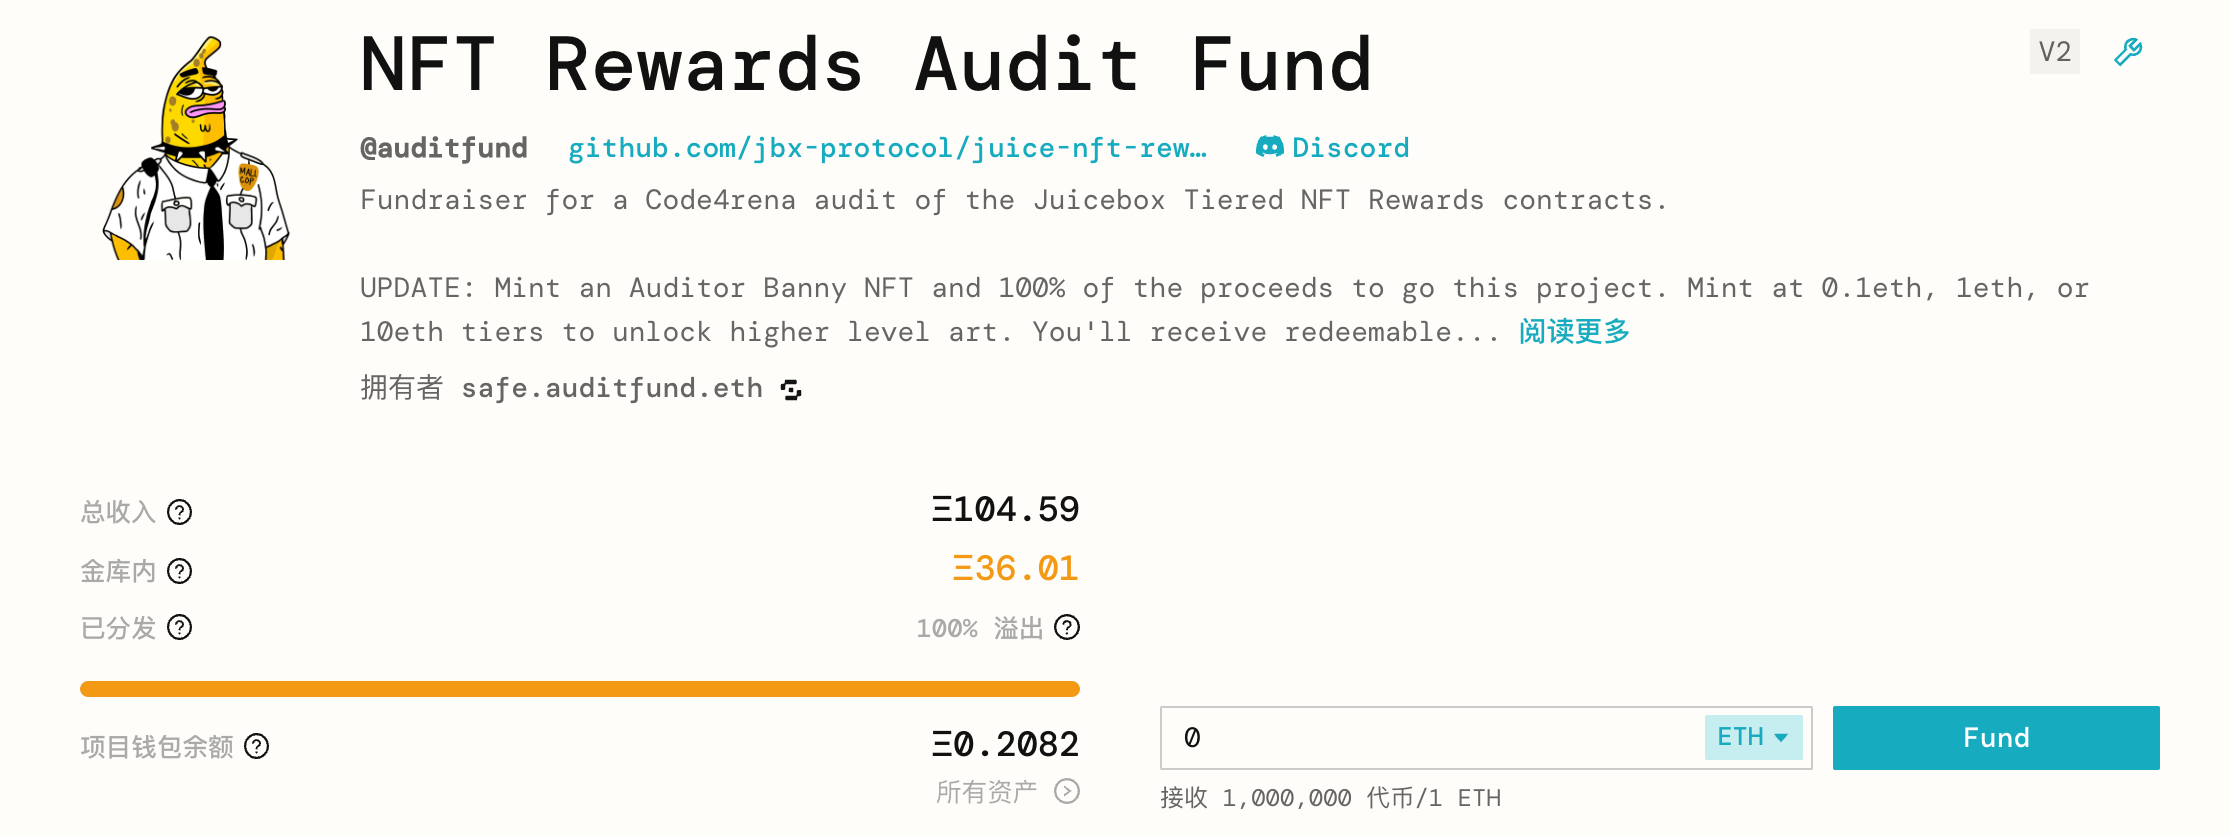 NFT Rewards Audit Fund
V2
@auditfund github.com/jbx-protocol/juice-nft-rew… Discord
Fundraiser for a Code4rena audit of the Juicebox Tiered NFT Rewards contracts.
UPDATE: Mint an Auditor Banny NFT and 100% of the proceeds to go this project. Mint at 0.1eth, 1eth, or
10eth tiers to unlock higher level art. You'll receive redeemable... 阅读更多
拥有者 safe.auditfund.eth
MALL
COP
总收入 Ξ104.59
金库内 Ξ36.01
已分发 100% 溢出
项目钱包余额 Ξ0.2082
所有资产
0 ETH Fund
接收 1,000,000 代币/1 ETH